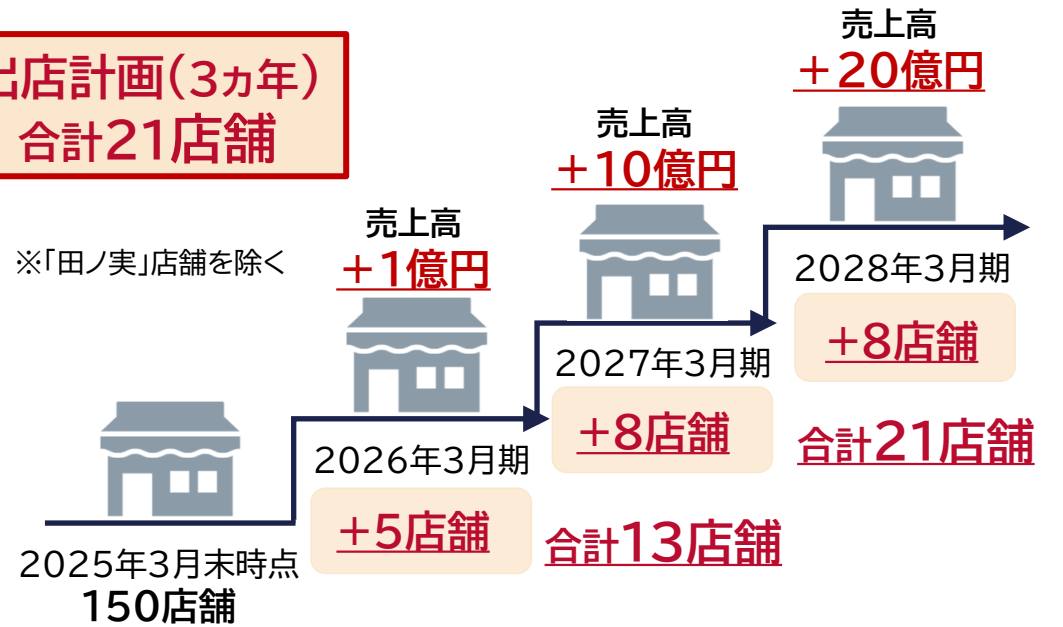 出店計画(3ヵ年)
合計21店舗
※「田ノ実」店舗を除く
2025年3月末時点
150店舗
売上高
+1億円
2026年3月期
+5店舗
売上高
+10億円
2027年3月期
+8店舗
合計13店舗
売上高
+20億円
2028年3月期
+8店舗
合計21店舗